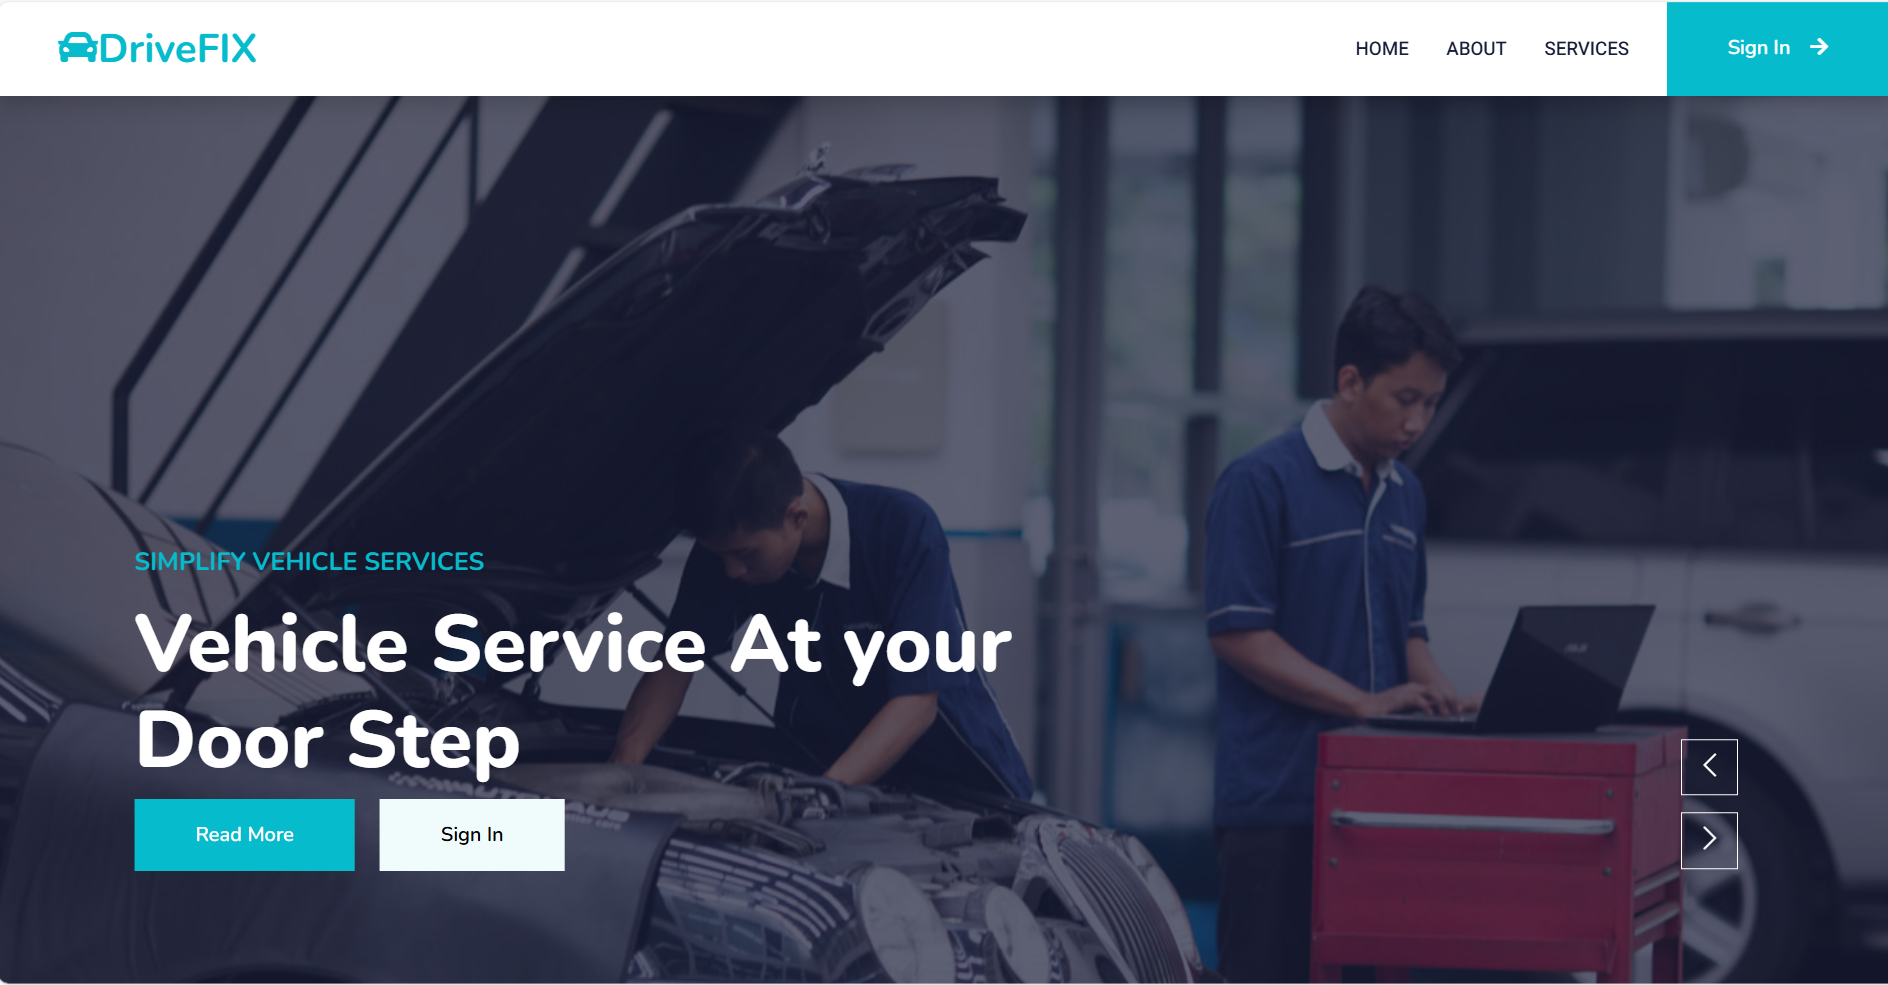 DriveFIX
HOME ABOUT SERVICES Sign In
SIMPLIFY VEHICLE SERVICES
Vehicle Service At your
Door Step
Read More Sign In